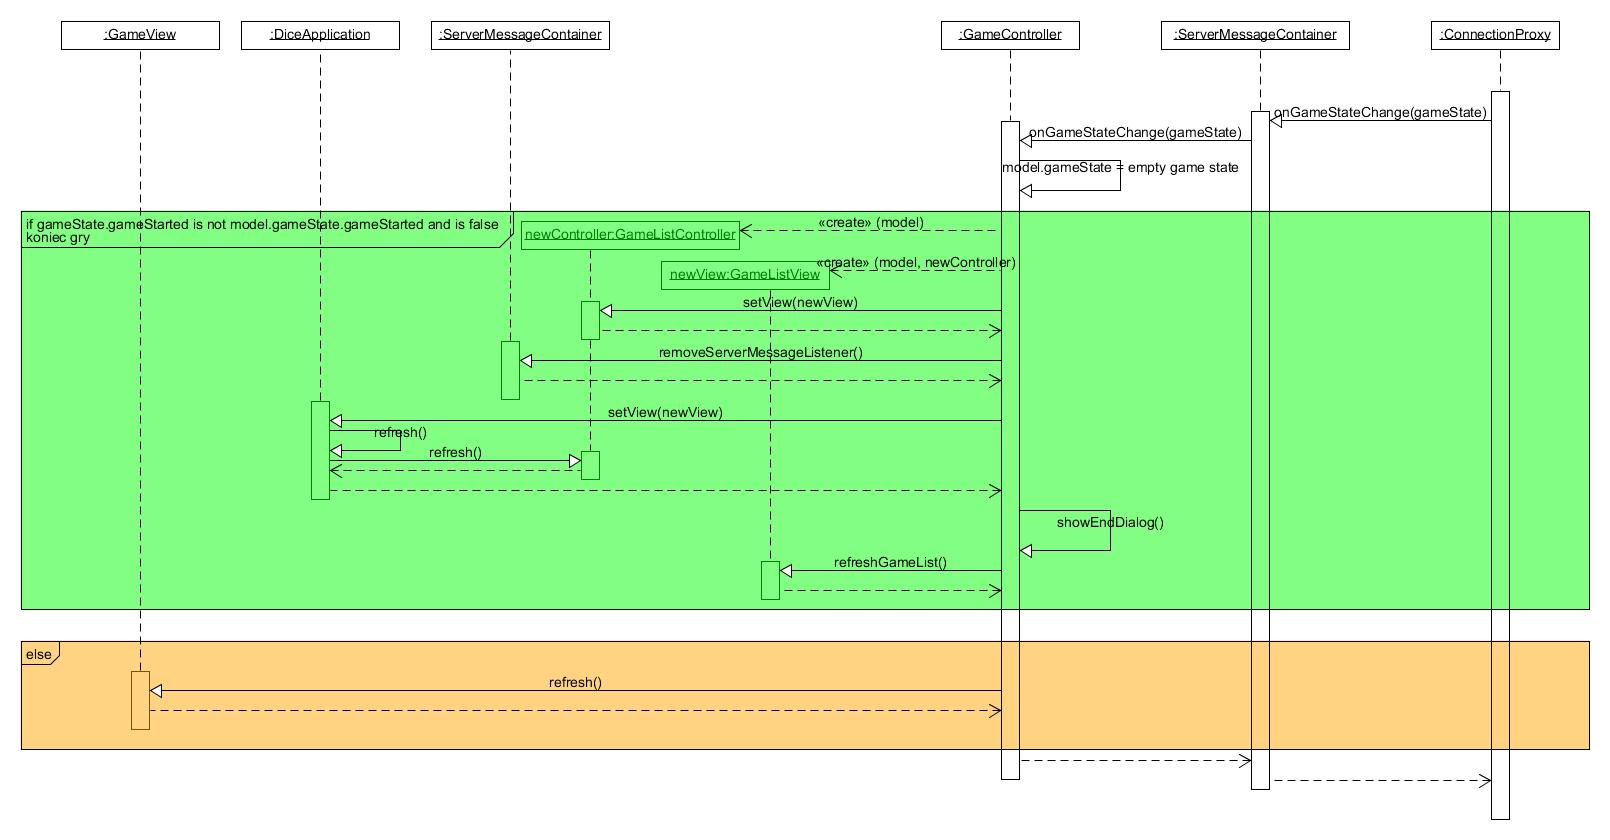 :GameView
:DiceApplication
:ServerMessageContainer
:GameController
:ServerMessageContainer
:ConnectionProxy
onGameStateChange(gameState)
onGameStateChange(gameState)
model.gameState = empty game state
if gameState.gameStarted is not model.gameState.gameStarted and is false
koniec gry
newController:GameListController
«create» (model)
newView:GameListView
«create» (model, newController)
setView(newView)
removeServerMessageListener()
setView(newView)
refresh()
refresh()
showEndDialog()
refreshGameList()
else
refresh()